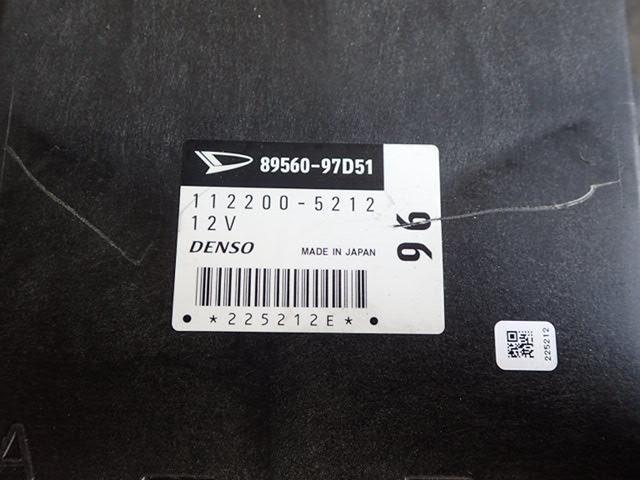 89560-97D51
112200-5212
12V
DENSO MADE IN JAPAN
*225212E*
96
225212
A